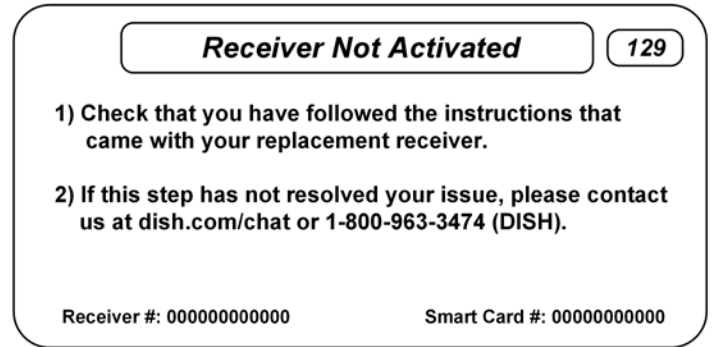 Receiver Not Activated
129
1) Check that you have followed the instructions that
came with your replacement receiver.
2) If this step has not resolved your issue, please contact
us at dish.com/chat or 1-800-963-3474 (DISH).
Receiver #: 000000000000
Smart Card #: 00000000000